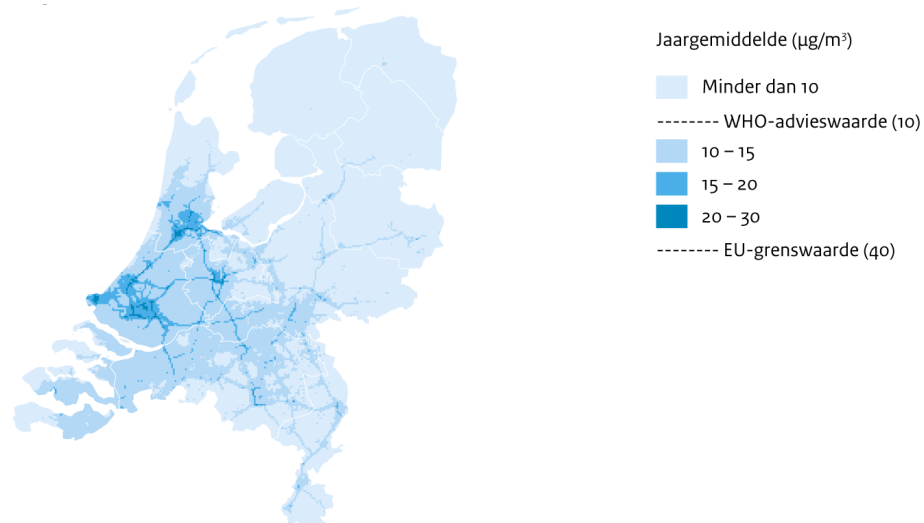 Jaargemiddelde (µg/m³)
Minder dan 10
-------- WHO-advieswaarde (10)
10 – 15
15 – 20
20 – 30
-------- EU-grenswaarde (40)